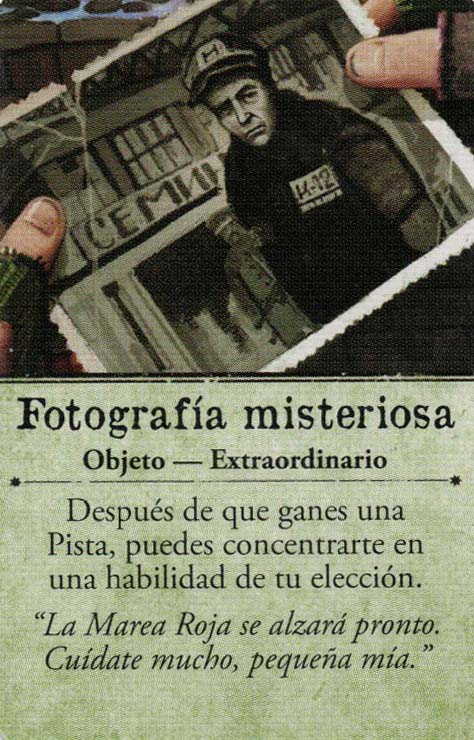 H
H-12
СЕМИН
Fotografía misteriosa
Objeto — Extraordinario
Después de que ganes una
Pista, puedes concentrarte en
una habilidad de tu elección.
“La Marea Roja se alzará pronto.
Cuídate mucho, pequeña mía.”